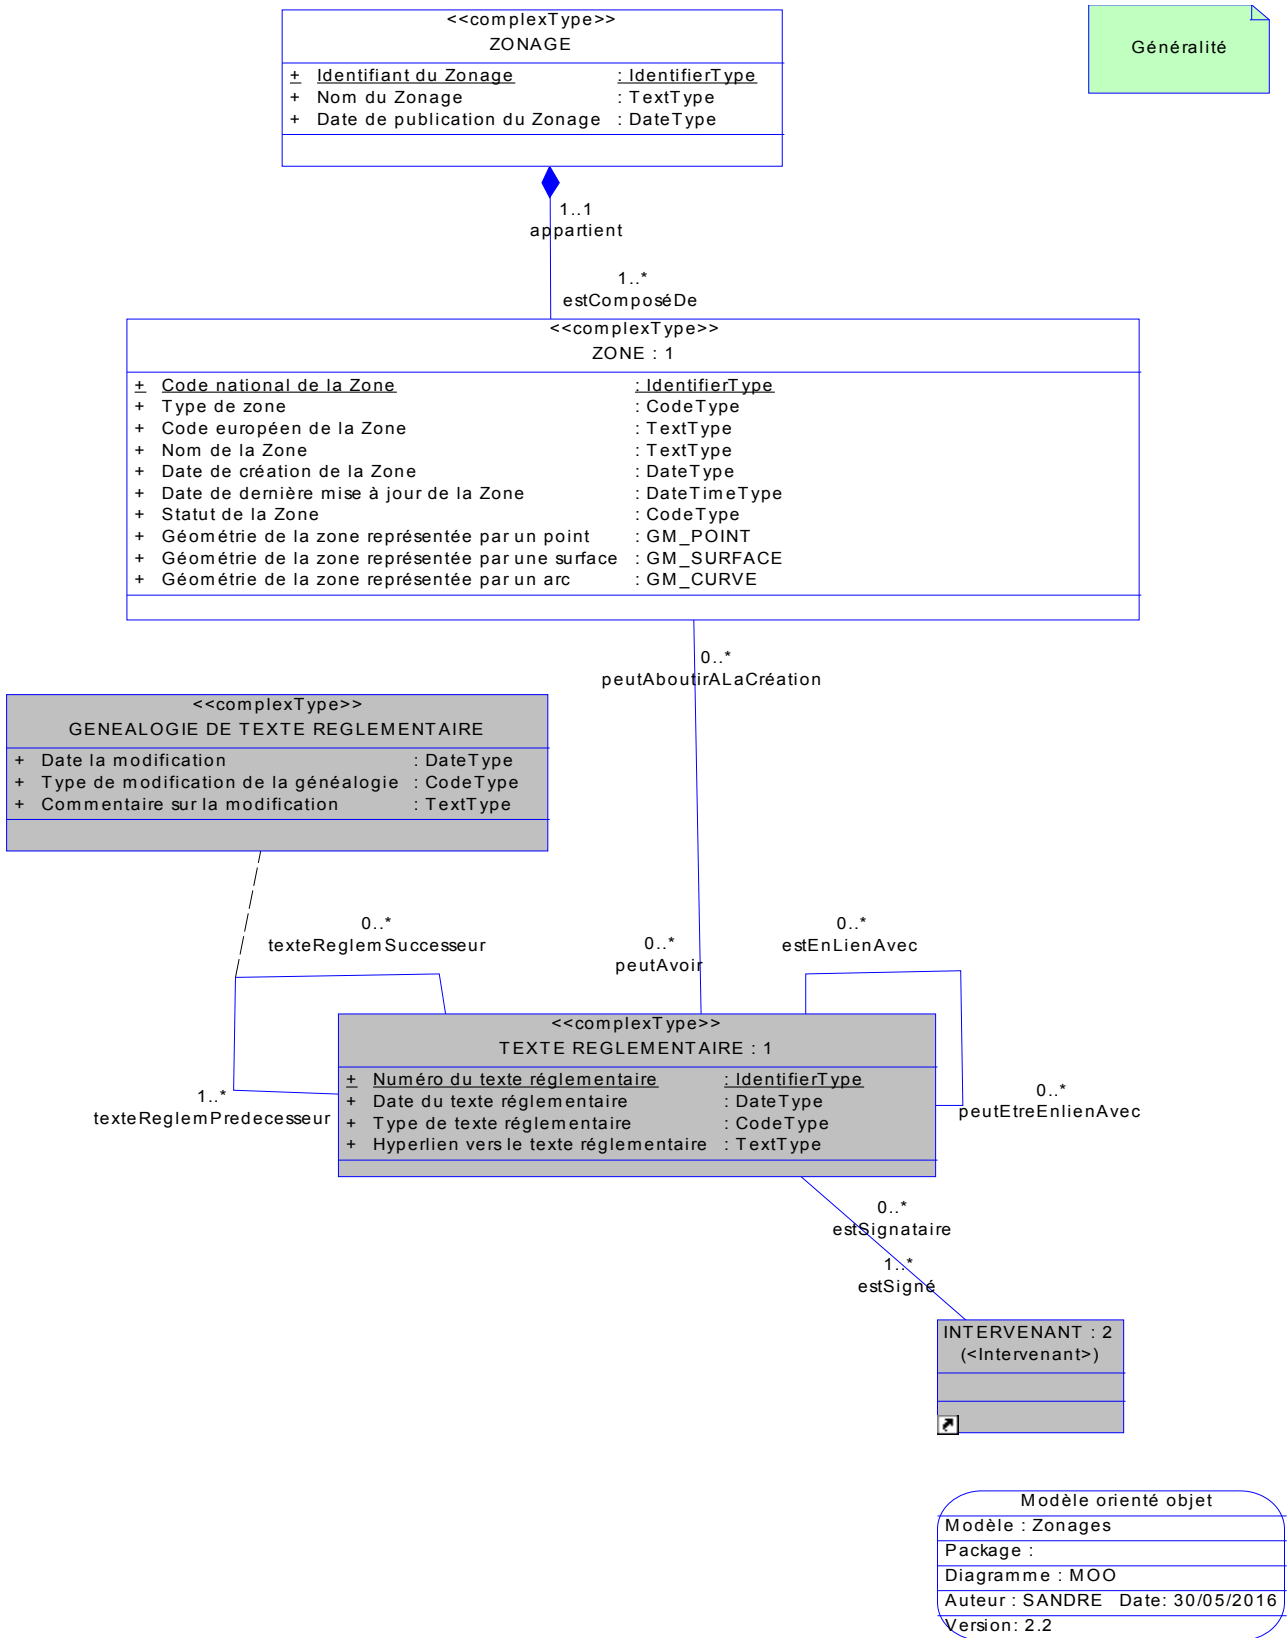 <<complexType>>
ZONAGE
+ Identifiant du Zonage : IdentifierType
+ Nom du Zonage : TextType
+ Date de publication du Zonage : DateType
Généralité
1..1
appartient
1..*
estComposéDe
<<complexType>>
ZONE : 1
+ Code national de la Zone : IdentifierType
+ Type de zone : CodeType
+ Code européen de la Zone : TextType
+ Nom de la Zone : TextType
+ Date de création de la Zone : DateType
+ Date de dernière mise à jour de la Zone : DateTimeType
+ Statut de la Zone : CodeType
+ Géométrie de la zone représentée par un point : GM_POINT
+ Géométrie de la zone représentée par une surface : GM_SURFACE
+ Géométrie de la zone représentée par un arc : GM_CURVE
0..*
peutAboutirALaCréation
<<complexType>>
GENEALOGIE DE TEXTE REGLEMENTAIRE
+ Date la modification : DateType
+ Type de modification de la généalogie : CodeType
+ Commentaire sur la modification : TextType
0..*
texteReglemSuccesseur
0..*
peutAvoir
0..*
estEnLienAvec
<<complexType>>
TEXTE REGLEMENTAIRE : 1
+ Numéro du texte réglementaire : IdentifierType
+ Date du texte réglementaire : DateType
+ Type de texte réglementaire : CodeType
+ Hyperlien vers le texte réglementaire : TextType
1..*
texteReglemPredecesseur
0..*
peutEtreEnlienAvec
0..*
estSignataire
1..*
estSigné
INTERVENANT : 2
(<Intervenant>)
Modèle orienté objet
Modèle : Zonages
Package :
Diagramme : MOO
Auteur : SANDRE Date: 30/05/2016
Version: 2.2